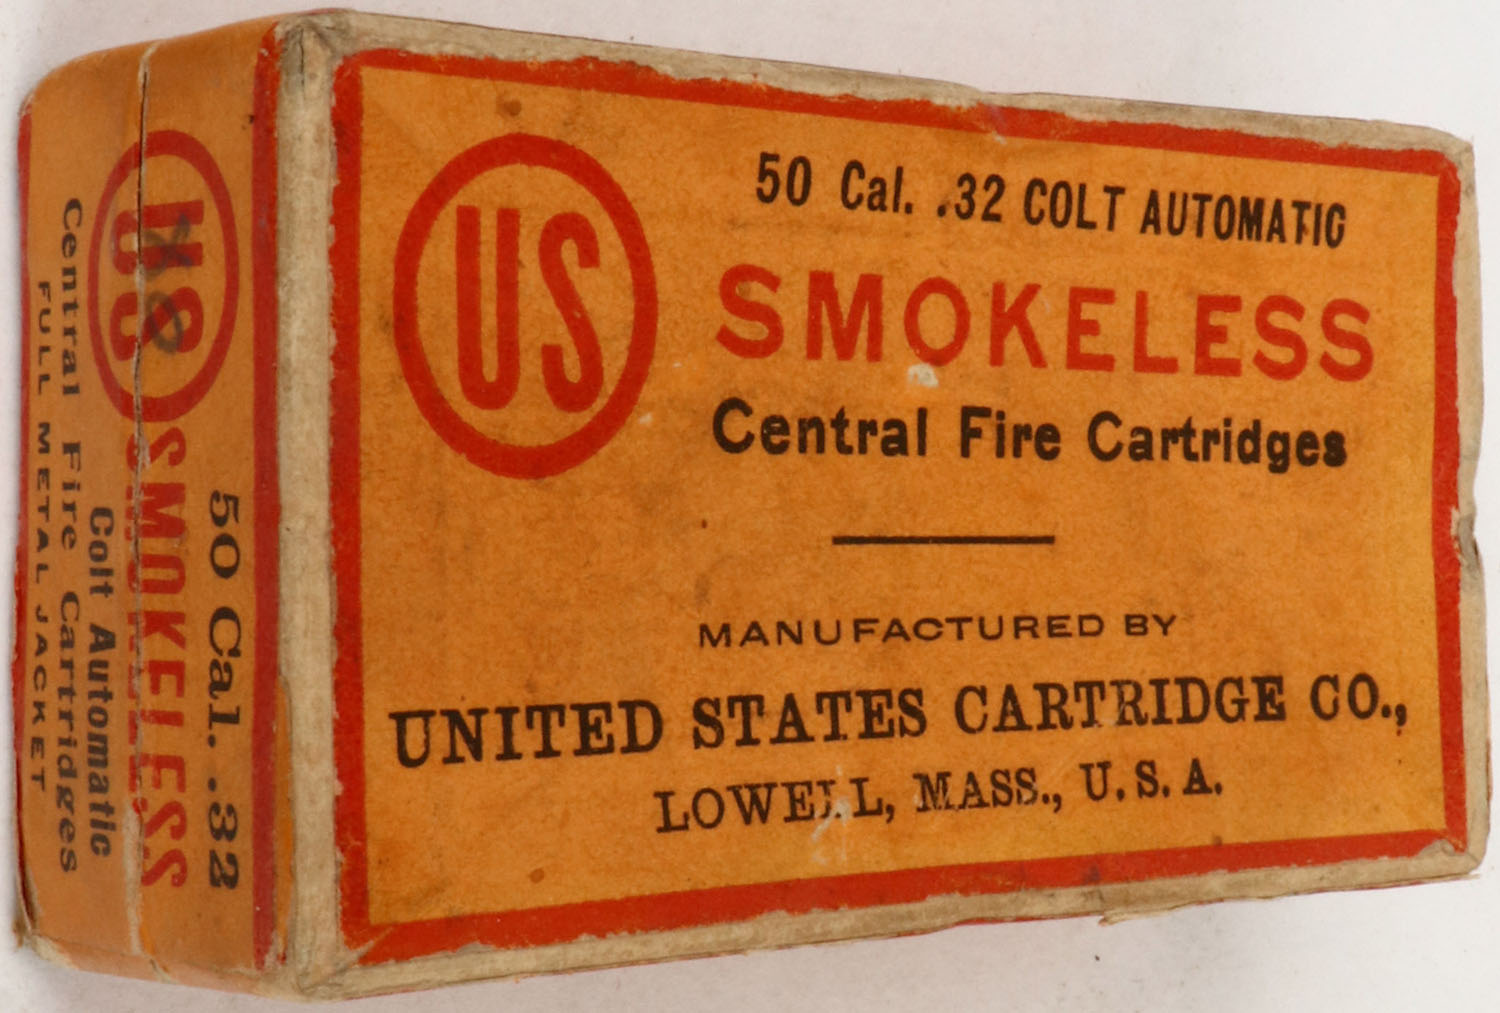 US
50 Cal. .32 COLT AUTOMATIC
SMOKELESS
Central Fire Cartridges
MANUFACTURED BY
UNITED STATES CARTRIDGE CO.,
LOWELL, MASS., U.S.A.
50 Cal. .32
US SMOKELESS
Colt Automatic
Central Fire Cartridges
FULL METAL JACKET